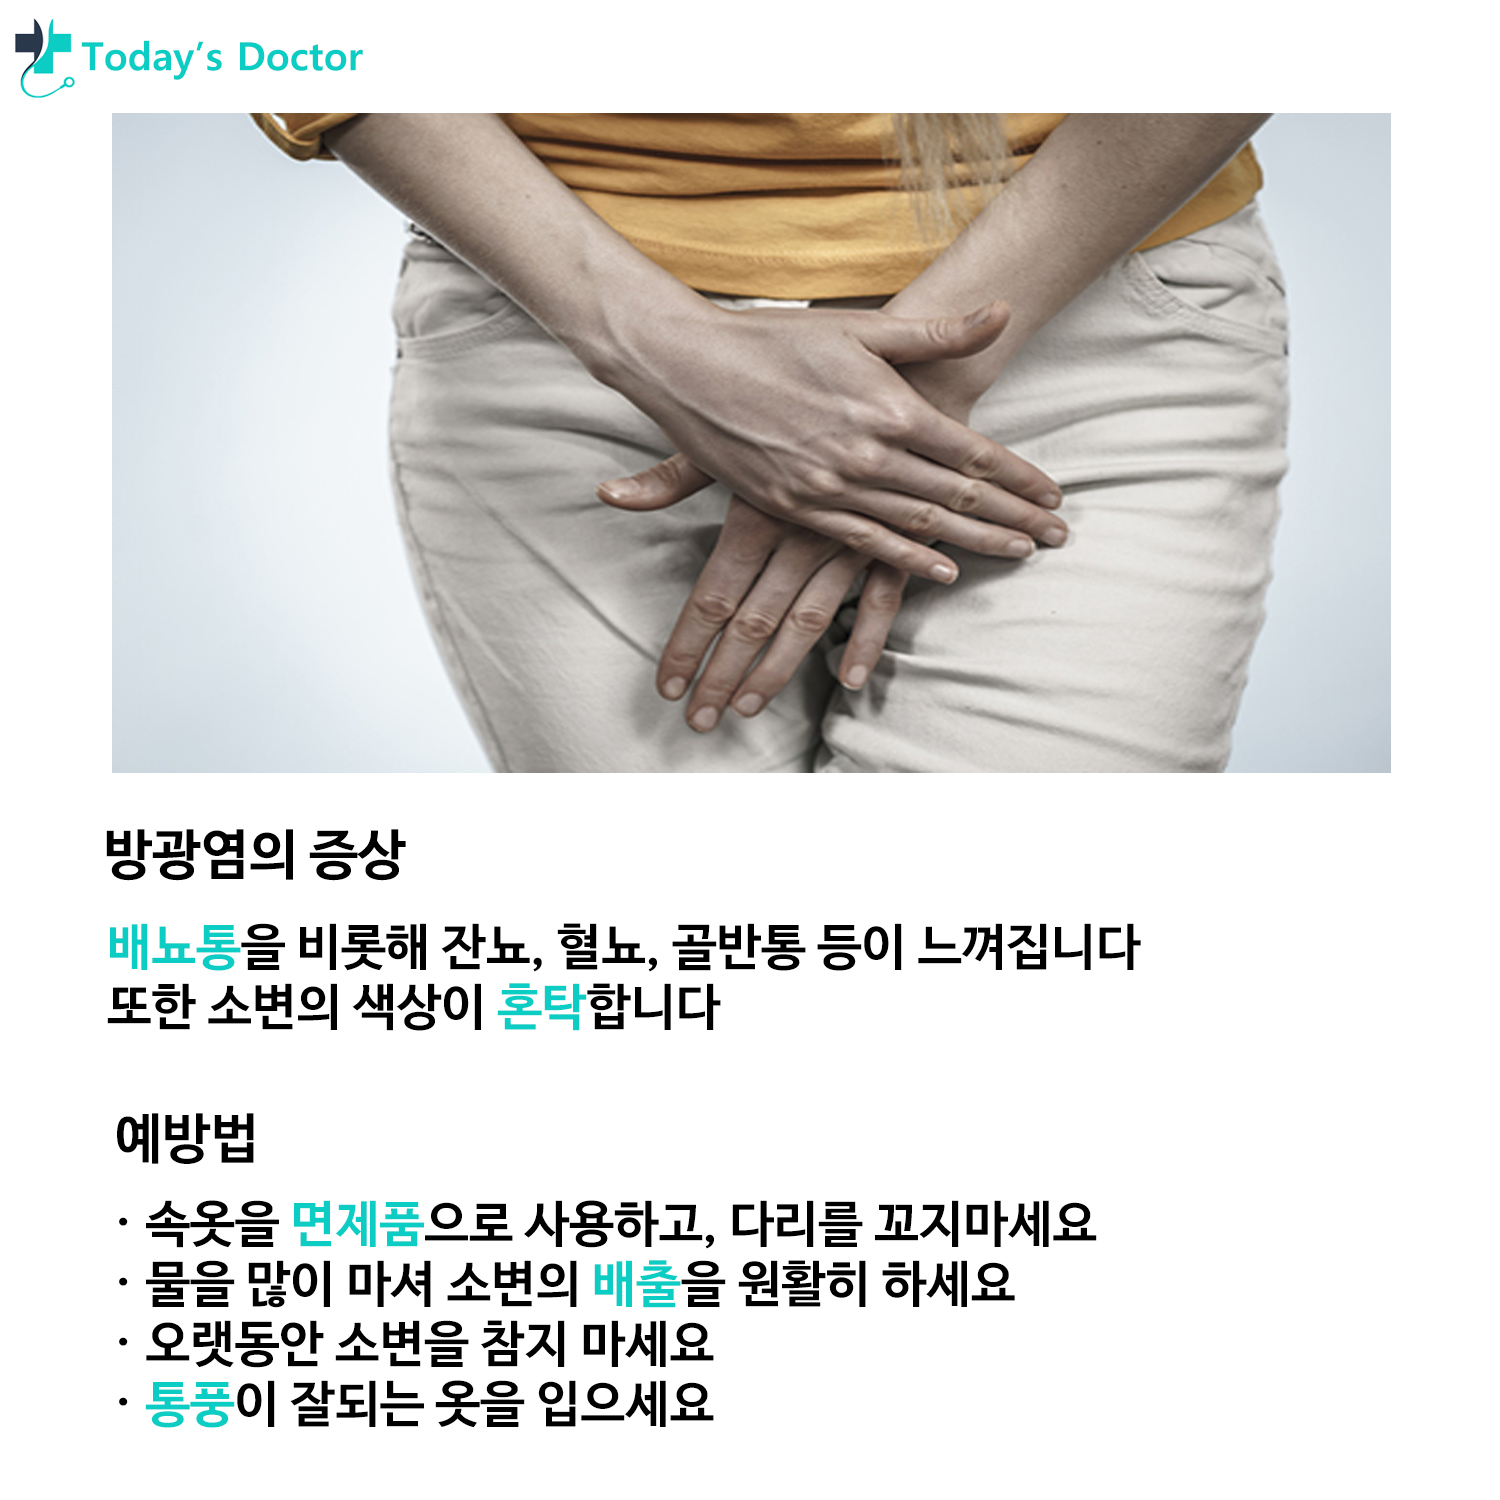 Today's Doctor
방광염의 증상
배뇨통을 비롯해 잔뇨, 혈뇨, 골반통 등이 느껴집니다
또한 소변의 색상이 혼탁합니다
예방법
· 속옷을 면제품으로 사용하고, 다리를 꼬지마세요
· 물을 많이 마셔 소변의 배출을 원활히 하세요
· 오랫동안 소변을 참지 마세요
· 통풍이 잘되는 옷을 입으세요